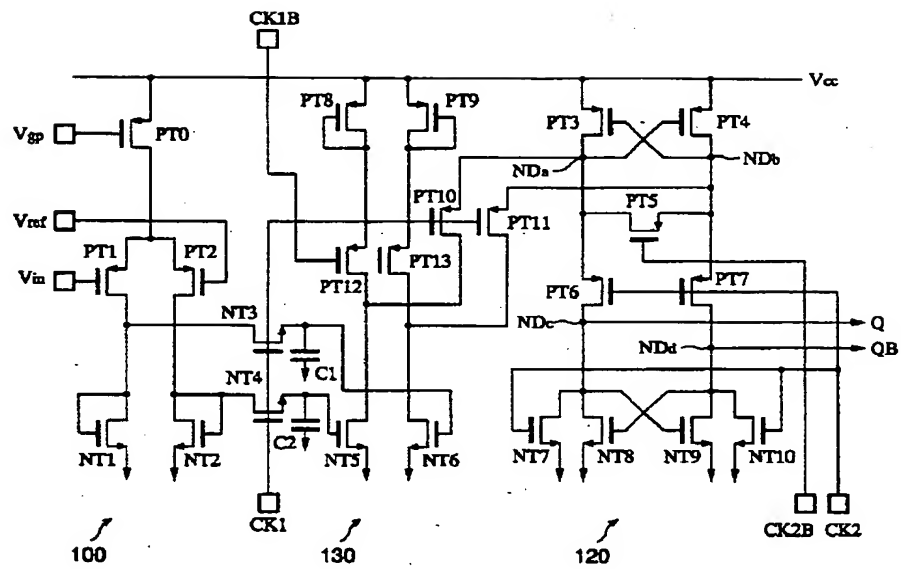 CK1B
Vcc
PT8
PT9
PT3
PT4
Vgp
PT0
NDa
NDb
PT10
PT5
Vref
PT11
PT1
PT2
Vin
PT12
PT13
PT6
PT7
NT3
NDc
Q
C1
NDd
QB
NT4
C2
NT1
NT2
NT5
NT6
NT7
NT8
NT9
NT10
CK1
CK2B
CK2
100
130
120